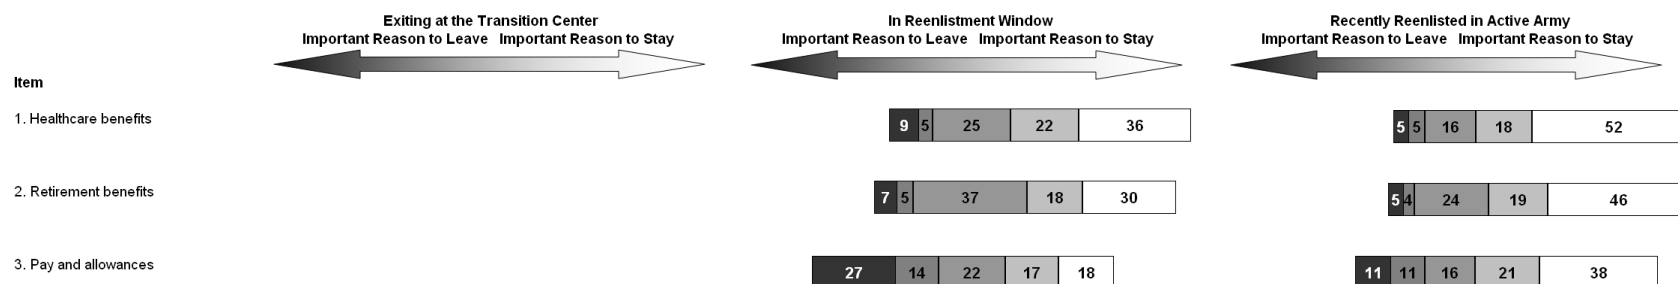 Exiting at the Transition Center
Important Reason to Leave Important Reason to Stay
In Reenlistment Window
Important Reason to Leave Important Reason to Stay
Recently Reenlisted in Active Army
Important Reason to Leave Important Reason to Stay
Item
1. Healthcare benefits
9 5 25 22 36
5 5 16 18 52
2. Retirement benefits
7 5 37 18 30
5 4 24 19 46
3. Pay and allowances
27 14 22 17 18
11 11 16 21 38